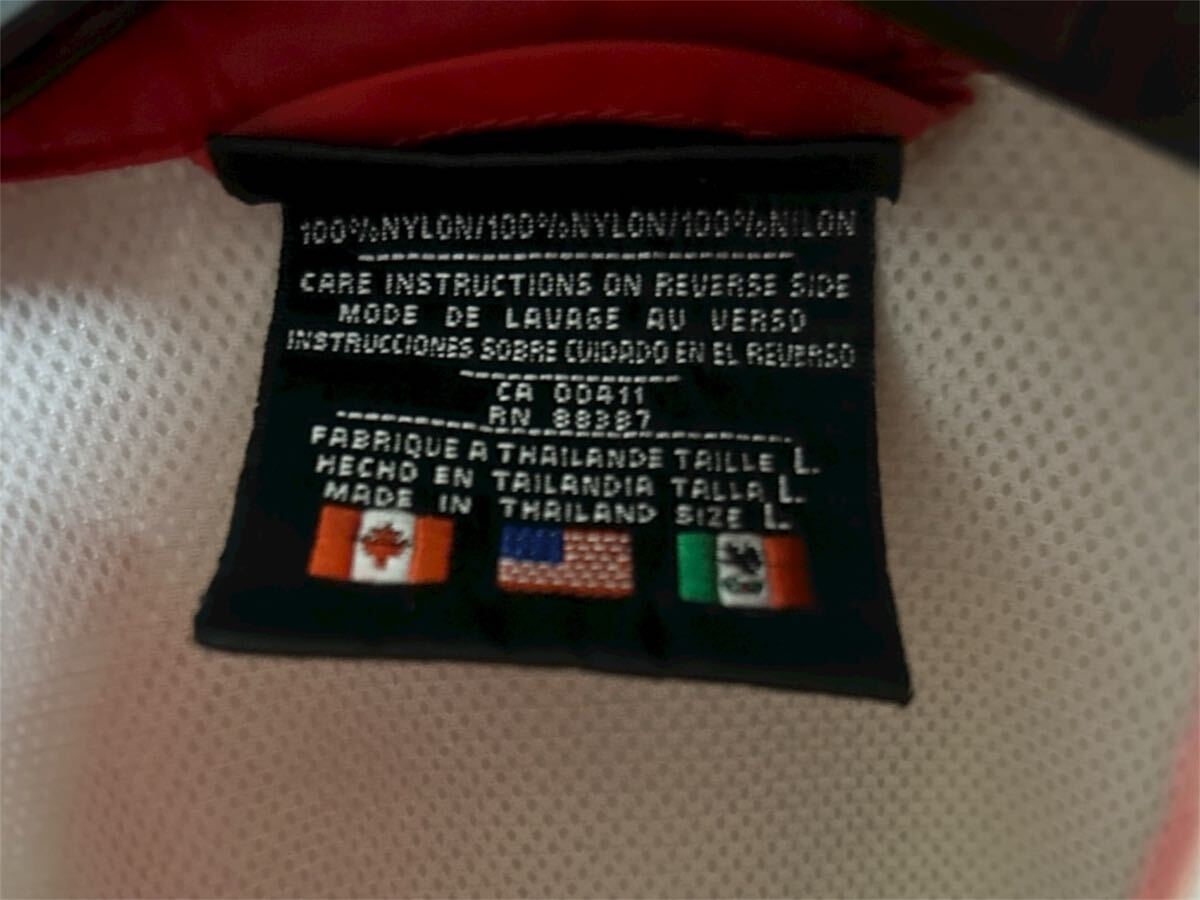 100%NYLON/100%NYLON/100%NILON
CARE INSTRUCTIONS ON REVERSE SIDE
MODE DE LAVAGE AU VERSO
INSTRUCCIONES SOBRE CUIDADO EN EL REVERSO
CA 00411
RN 88387
FABRIQUE A THAILANDE TAILLE L.
HECHO EN TAILANDIA TALLA L.
MADE IN THAILAND SIZE L.